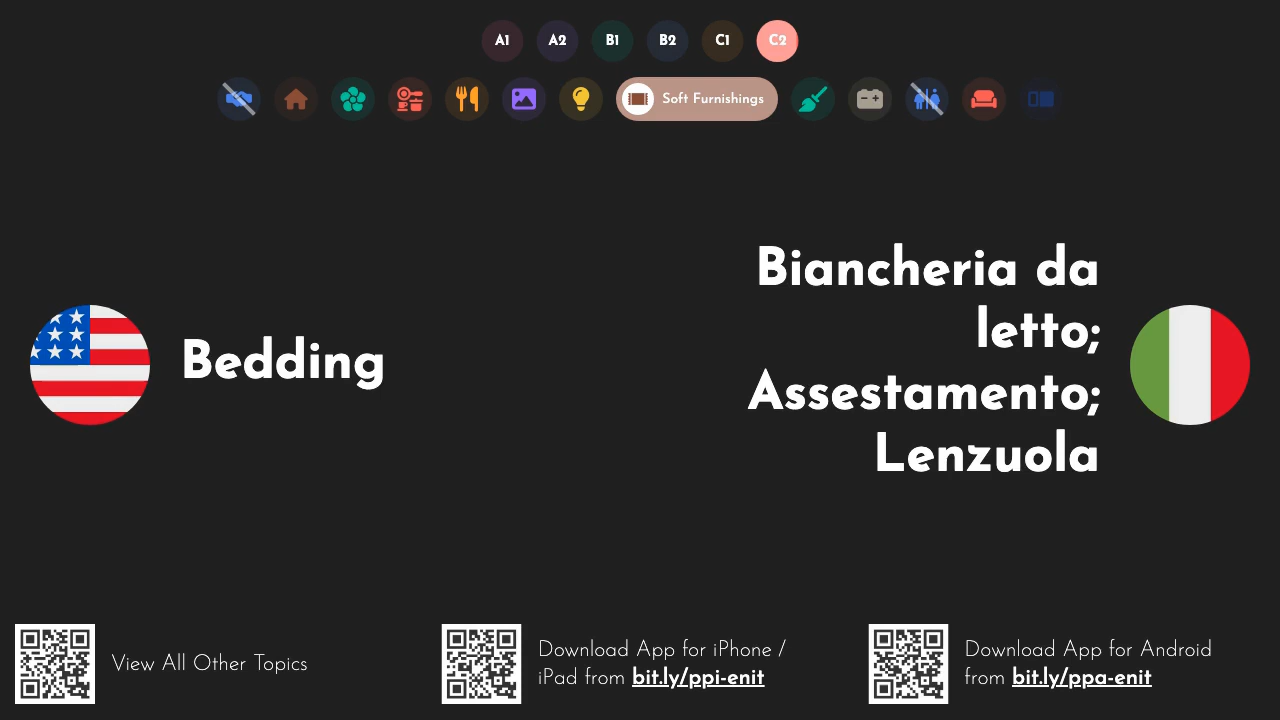 A1 A2 B1 B2 C1 C2
Soft Furnishings
Bedding
Biancheria da
letto;
Assestamento;
Lenzuola
View All Other Topics
Download App for iPhone /
iPad from bit.ly/ppi-enit
Download App for Android
from bit.ly/ppa-enit